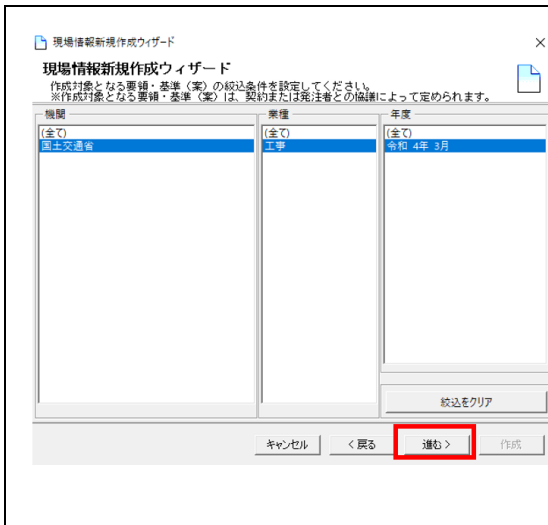 現場情報新規作成ウィザード
現場情報新規作成ウィザード
作成対象となる要領・基準（案）の絞込条件を設定してください。
※作成対象となる要領・基準（案）は、契約または発注者との協議によって定められます。
機関
業種
年度
(全て)
(全て)
(全て)
国土交通省
工事
令和 4年 3月
絞込をクリア
キャンセル
< 戻る
進む >
作成